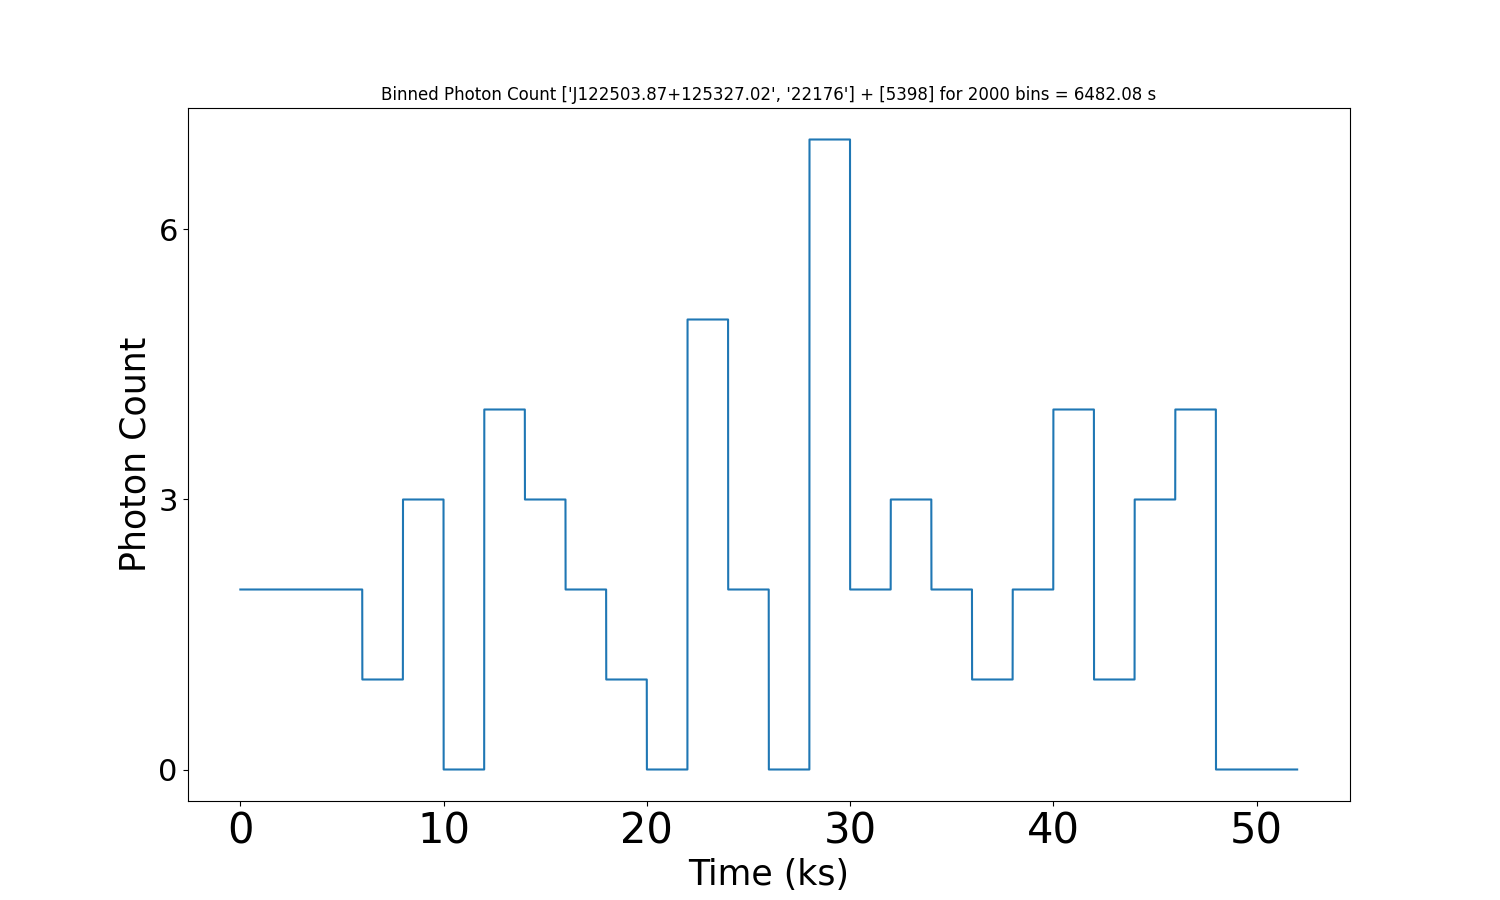 Binned Photon Count ['J122503.87+125327.02', '22176'] + [5398] for 2000 bins = 6482.08 s
6
3
0
Photon Count
0 10 20 30 40 50
Time (ks)